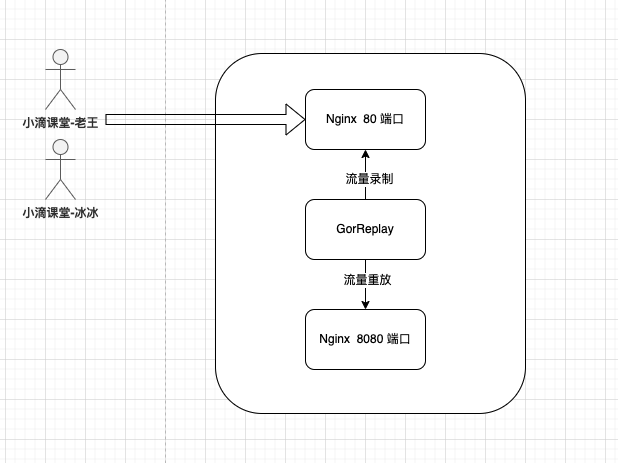 小滴课堂-老王
小滴课堂-冰冰
Nginx 80 端口
流量录制
GorReplay
流量重放
Nginx 8080 端口